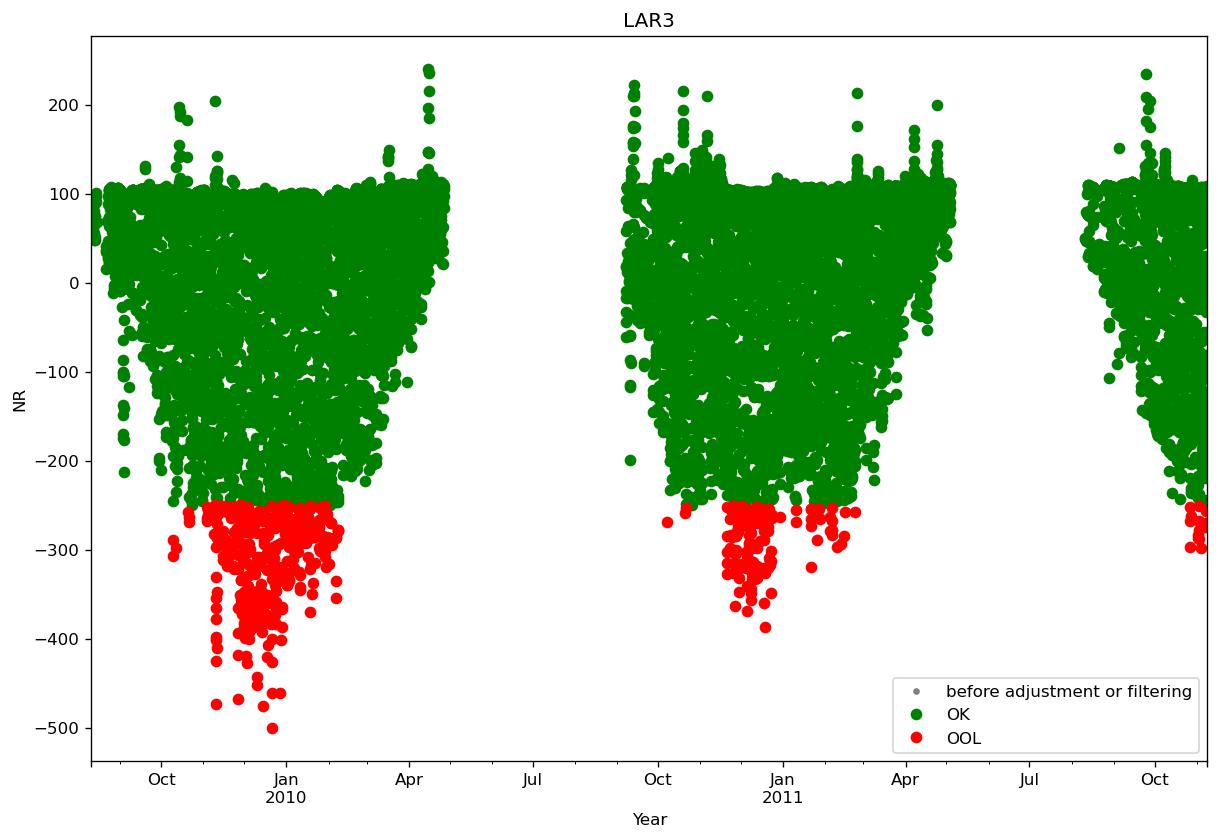 LAR3
NR
200
100
0
−100
−200
−300
−400
−500
Oct
Jan
2010
Apr
Jul
Oct
Jan
2011
Apr
Jul
Oct
Year
before adjustment or filtering
OK
OOL